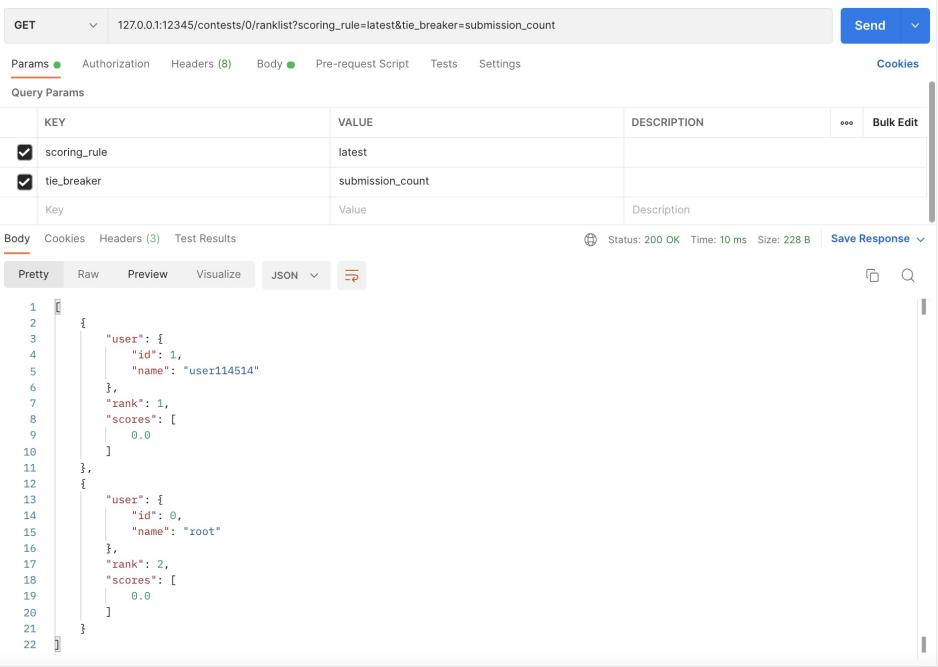 GET 127.0.0.1:12345/contests/0/ranklist?scoring_rule=latest&tie_breaker=submission_count Send
Params Authorization Headers (8) Body Pre-request Script Tests Settings Cookies
Query Params
KEY VALUE DESCRIPTION Bulk Edit
scoring_rule latest
tie_breaker submission_count
Key Value Description
Body Cookies Headers (3) Test Results Status: 200 OK Time: 10 ms Size: 228 B Save Response
Pretty Raw Preview Visualize JSON
1 [
2 {
3 "user": {
4 "id": 1,
5 "name": "user114514"
6 },
7 "rank": 1,
8 "scores": [
9 0.0
10 ]
11 },
12 {
13 "user": {
14 "id": 0,
15 "name": "root"
16 },
17 "rank": 2,
18 "scores": [
19 0.0
20 ]
21 }
22 ]